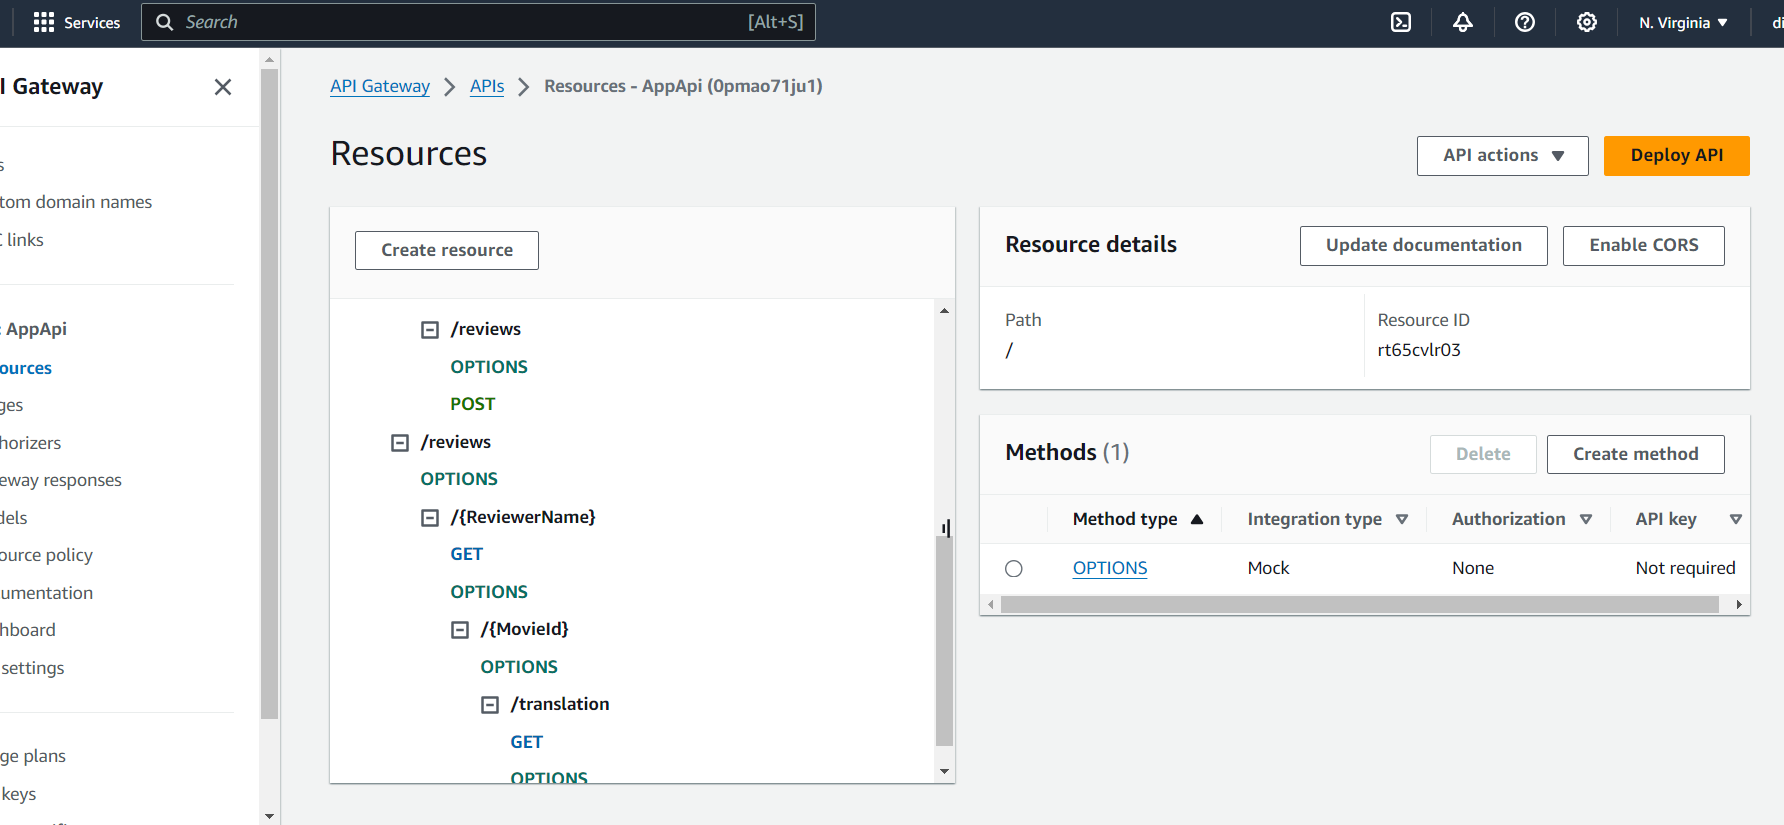 Services
Search
[Alt+S]
N. Virginia
di
I Gateway
API Gateway
APIs
Resources - AppApi (0pmao71ju1)
s
tom domain names
links
: AppApi
ources
ges
horizers
eway responses
dels
ource policy
umentation
hboard
settings
ge plans
keys
Resources
API actions
Deploy API
Create resource
/reviews
OPTIONS
POST
/reviews
OPTIONS
/{ReviewerName}
GET
OPTIONS
/{MovieId}
OPTIONS
/translation
GET
OPTIONS
Resource details
Update documentation
Enable CORS
Path
/
Resource ID
rt65cvlr03
Methods (1)
Delete
Create method
Method type
Integration type
Authorization
API key
OPTIONS
Mock
None
Not required